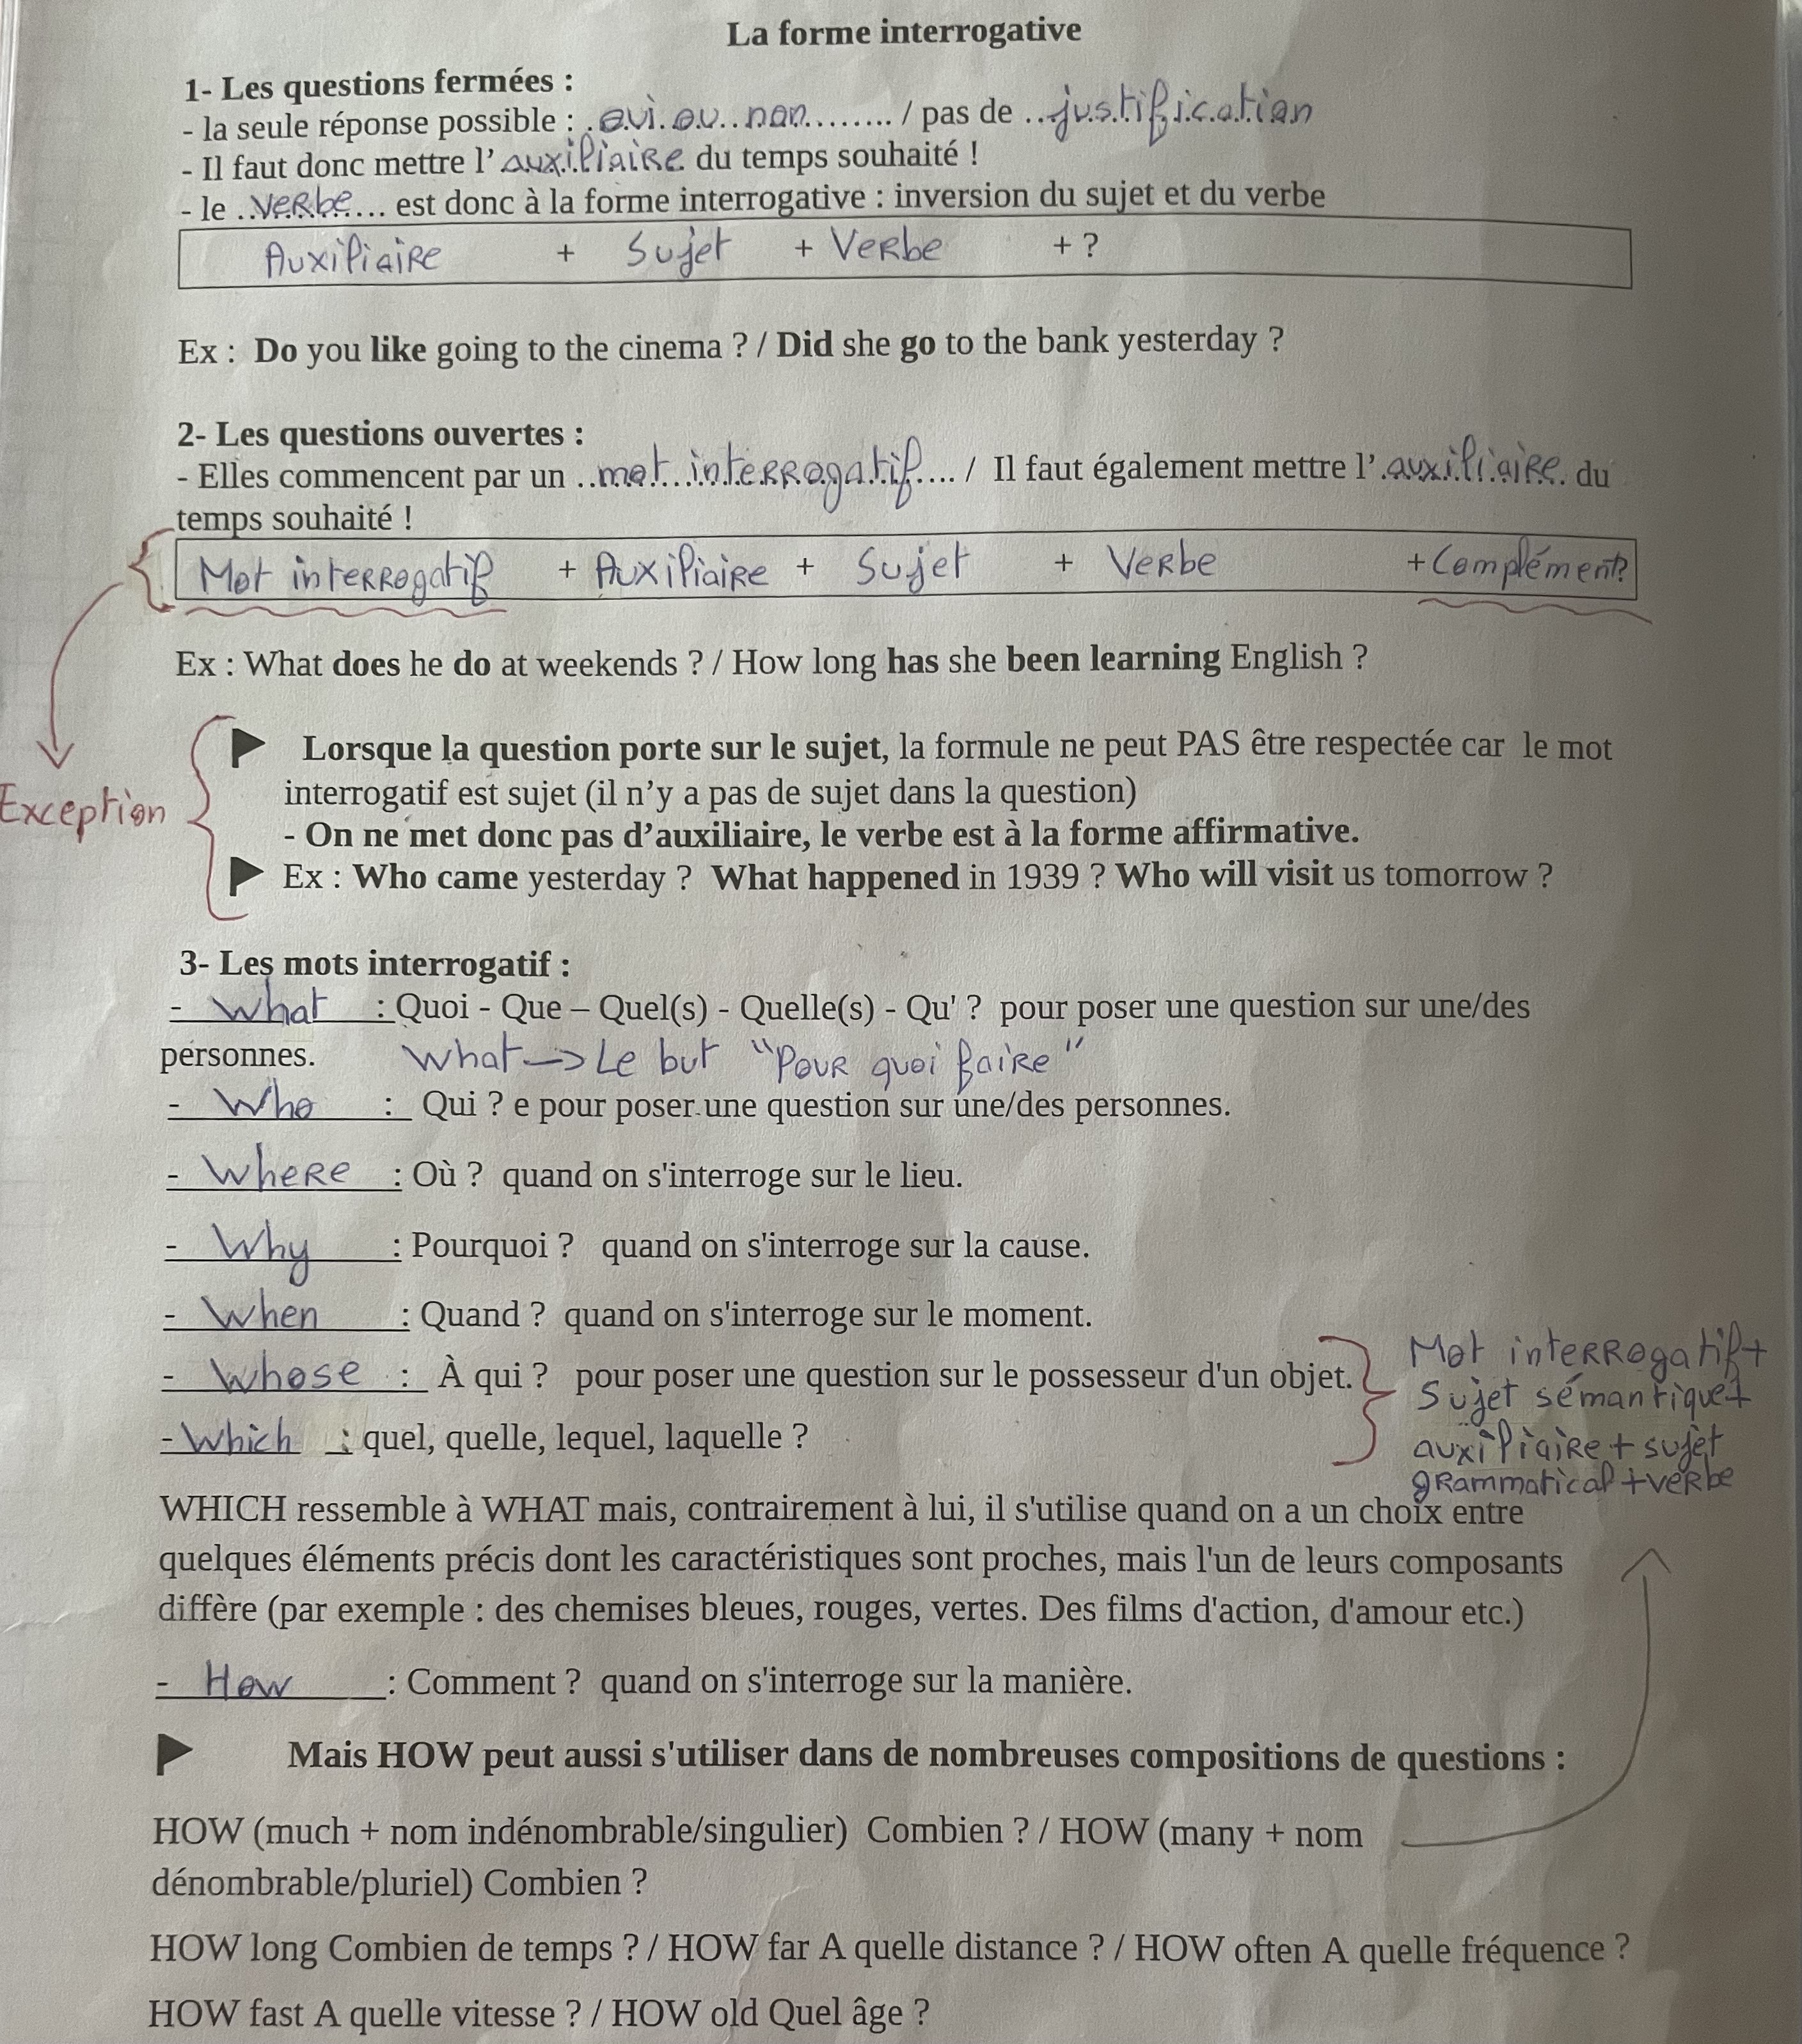 La forme interrogative
1- Les questions fermées :
- la seule réponse possible : oui ou non / pas de justification
- Il faut donc mettre l'auxiliaire du temps souhaité !
- le verbe est donc à la forme interrogative : inversion du sujet et du verbe
Auxiliaire + Sujet + Verbe + ?
Ex : Do you like going to the cinema ? / Did she go to the bank yesterday ?
2- Les questions ouvertes :
- Elles commencent par un mot interrogatif / Il faut également mettre l'auxiliaire du
temps souhaité !
Mot interrogatif + Auxiliaire + Sujet + Verbe + Complément?
Ex : What does he do at weekends ? / How long has she been learning English ?
Exception
Lorsque la question porte sur le sujet, la formule ne peut PAS être respectée car le mot
interrogatif est sujet (il n'y a pas de sujet dans la question)
- On ne met donc pas d'auxiliaire, le verbe est à la forme affirmative.
Ex : Who came yesterday ? What happened in 1939 ? Who will visit us tomorrow ?
3- Les mots interrogatif :
- What : Quoi - Que – Quel(s) - Quelle(s) - Qu' ? pour poser une question sur une/des
personnes. What → Le but "Pour quoi faire"
- Who : Qui ? e pour poser une question sur une/des personnes.
- Where : Où ? quand on s'interroge sur le lieu.
- Why : Pourquoi ? quand on s'interroge sur la cause.
- When : Quand ? quand on s'interroge sur le moment.
- Whose : À qui ? pour poser une question sur le possesseur d'un objet.
- Which : quel, quelle, lequel, laquelle ?
Mot interrogatif +
Sujet sémantique +
auxiliaire + sujet
grammatical + verbe
WHICH ressemble à WHAT mais, contrairement à lui, il s'utilise quand on a un choix entre
quelques éléments précis dont les caractéristiques sont proches, mais l'un de leurs composants
diffère (par exemple : des chemises bleues, rouges, vertes. Des films d'action, d'amour etc.)
- How : Comment ? quand on s'interroge sur la manière.
Mais HOW peut aussi s'utiliser dans de nombreuses compositions de questions :
HOW (much + nom indénombrable/singulier) Combien ? / HOW (many + nom
dénombrable/pluriel) Combien ?
HOW long Combien de temps ? / HOW far A quelle distance ? / HOW often A quelle fréquence ?
HOW fast A quelle vitesse ? / HOW old Quel âge ?